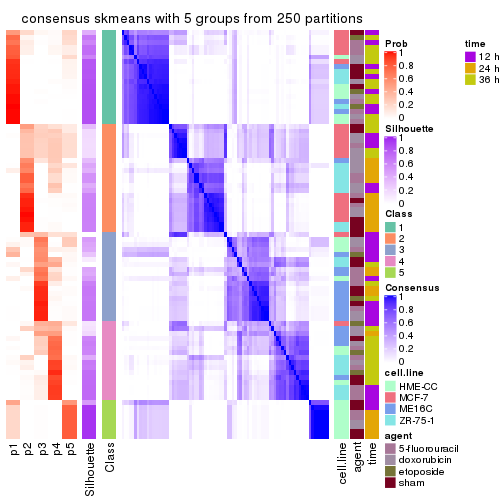 consensus skmeans with 5 groups from 250 partitions
p1
p2
p3
p4
p5
Silhouette
Class
cell.line
agent
time
Prob
1
0.8
0.6
0.4
0.2
0
Silhouette
1
0.8
0.6
0.4
0.2
0
Class
1
2
3
4
5
Consensus
1
0.8
0.6
0.4
0.2
0
cell.line
HME-CC
MCF-7
ME16C
ZR-75-1
agent
5-fluorouracil
doxorubicin
etoposide
sham
time
12 h
24 h
36 h